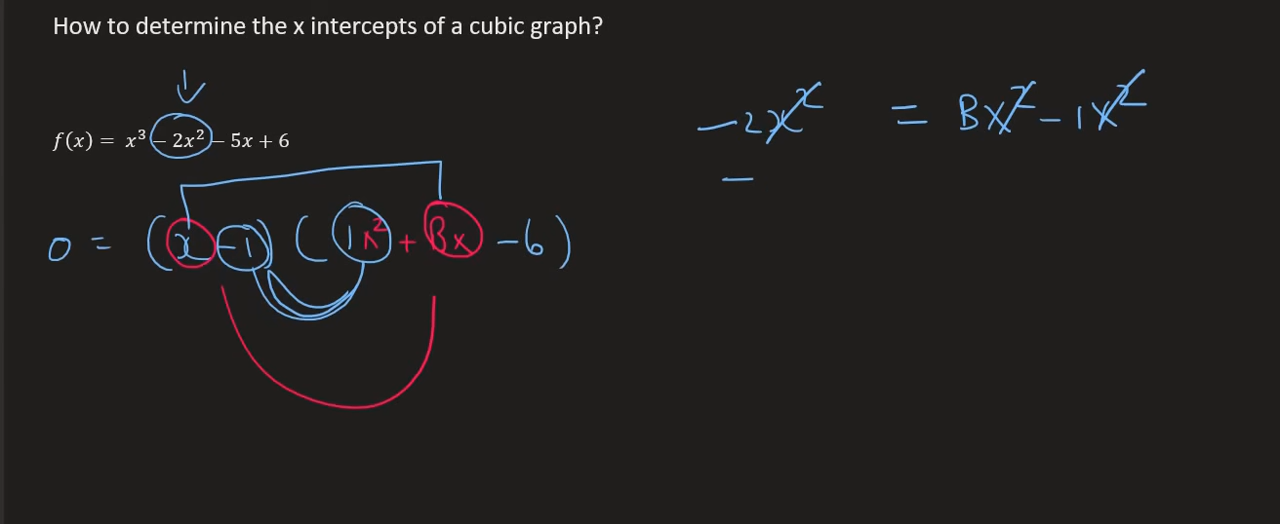 How to determine the x intercepts of a cubic graph?
f(x) = x³ − 2x² − 5x + 6
−2x² = Bx² − 1x²
−
0 = (x −1) (1x² + Bx − 6)